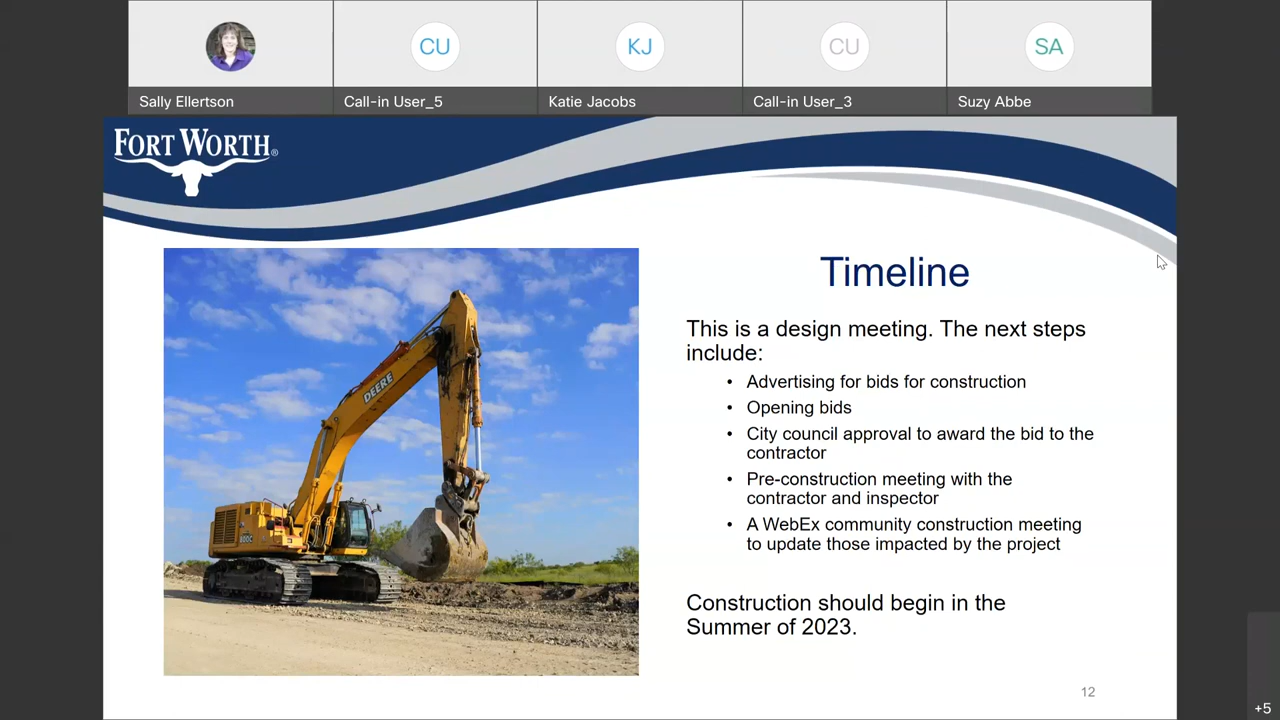 CU
KJ
CU
SA
Sally Ellertson
Call-in User_5
Katie Jacobs
Call-in User_3
Suzy Abbe
FORT WORTH®
DEERE
Timeline
This is a design meeting. The next steps
include:
• Advertising for bids for construction
• Opening bids
• City council approval to award the bid to the
contractor
• Pre-construction meeting with the
contractor and inspector
• A WebEx community construction meeting
to update those impacted by the project
Construction should begin in the
Summer of 2023.
12
+5